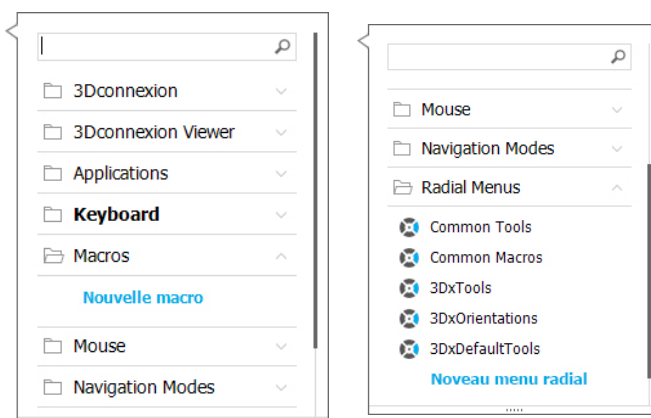 3Dconnexion
3Dconnexion Viewer
Applications
Keyboard
Macros
Nouvelle macro
Mouse
Navigation Modes
Mouse
Navigation Modes
Radial Menus
Common Tools
Common Macros
3DxTools
3DxOrientations
3DxDefaultTools
Noveau menu radial